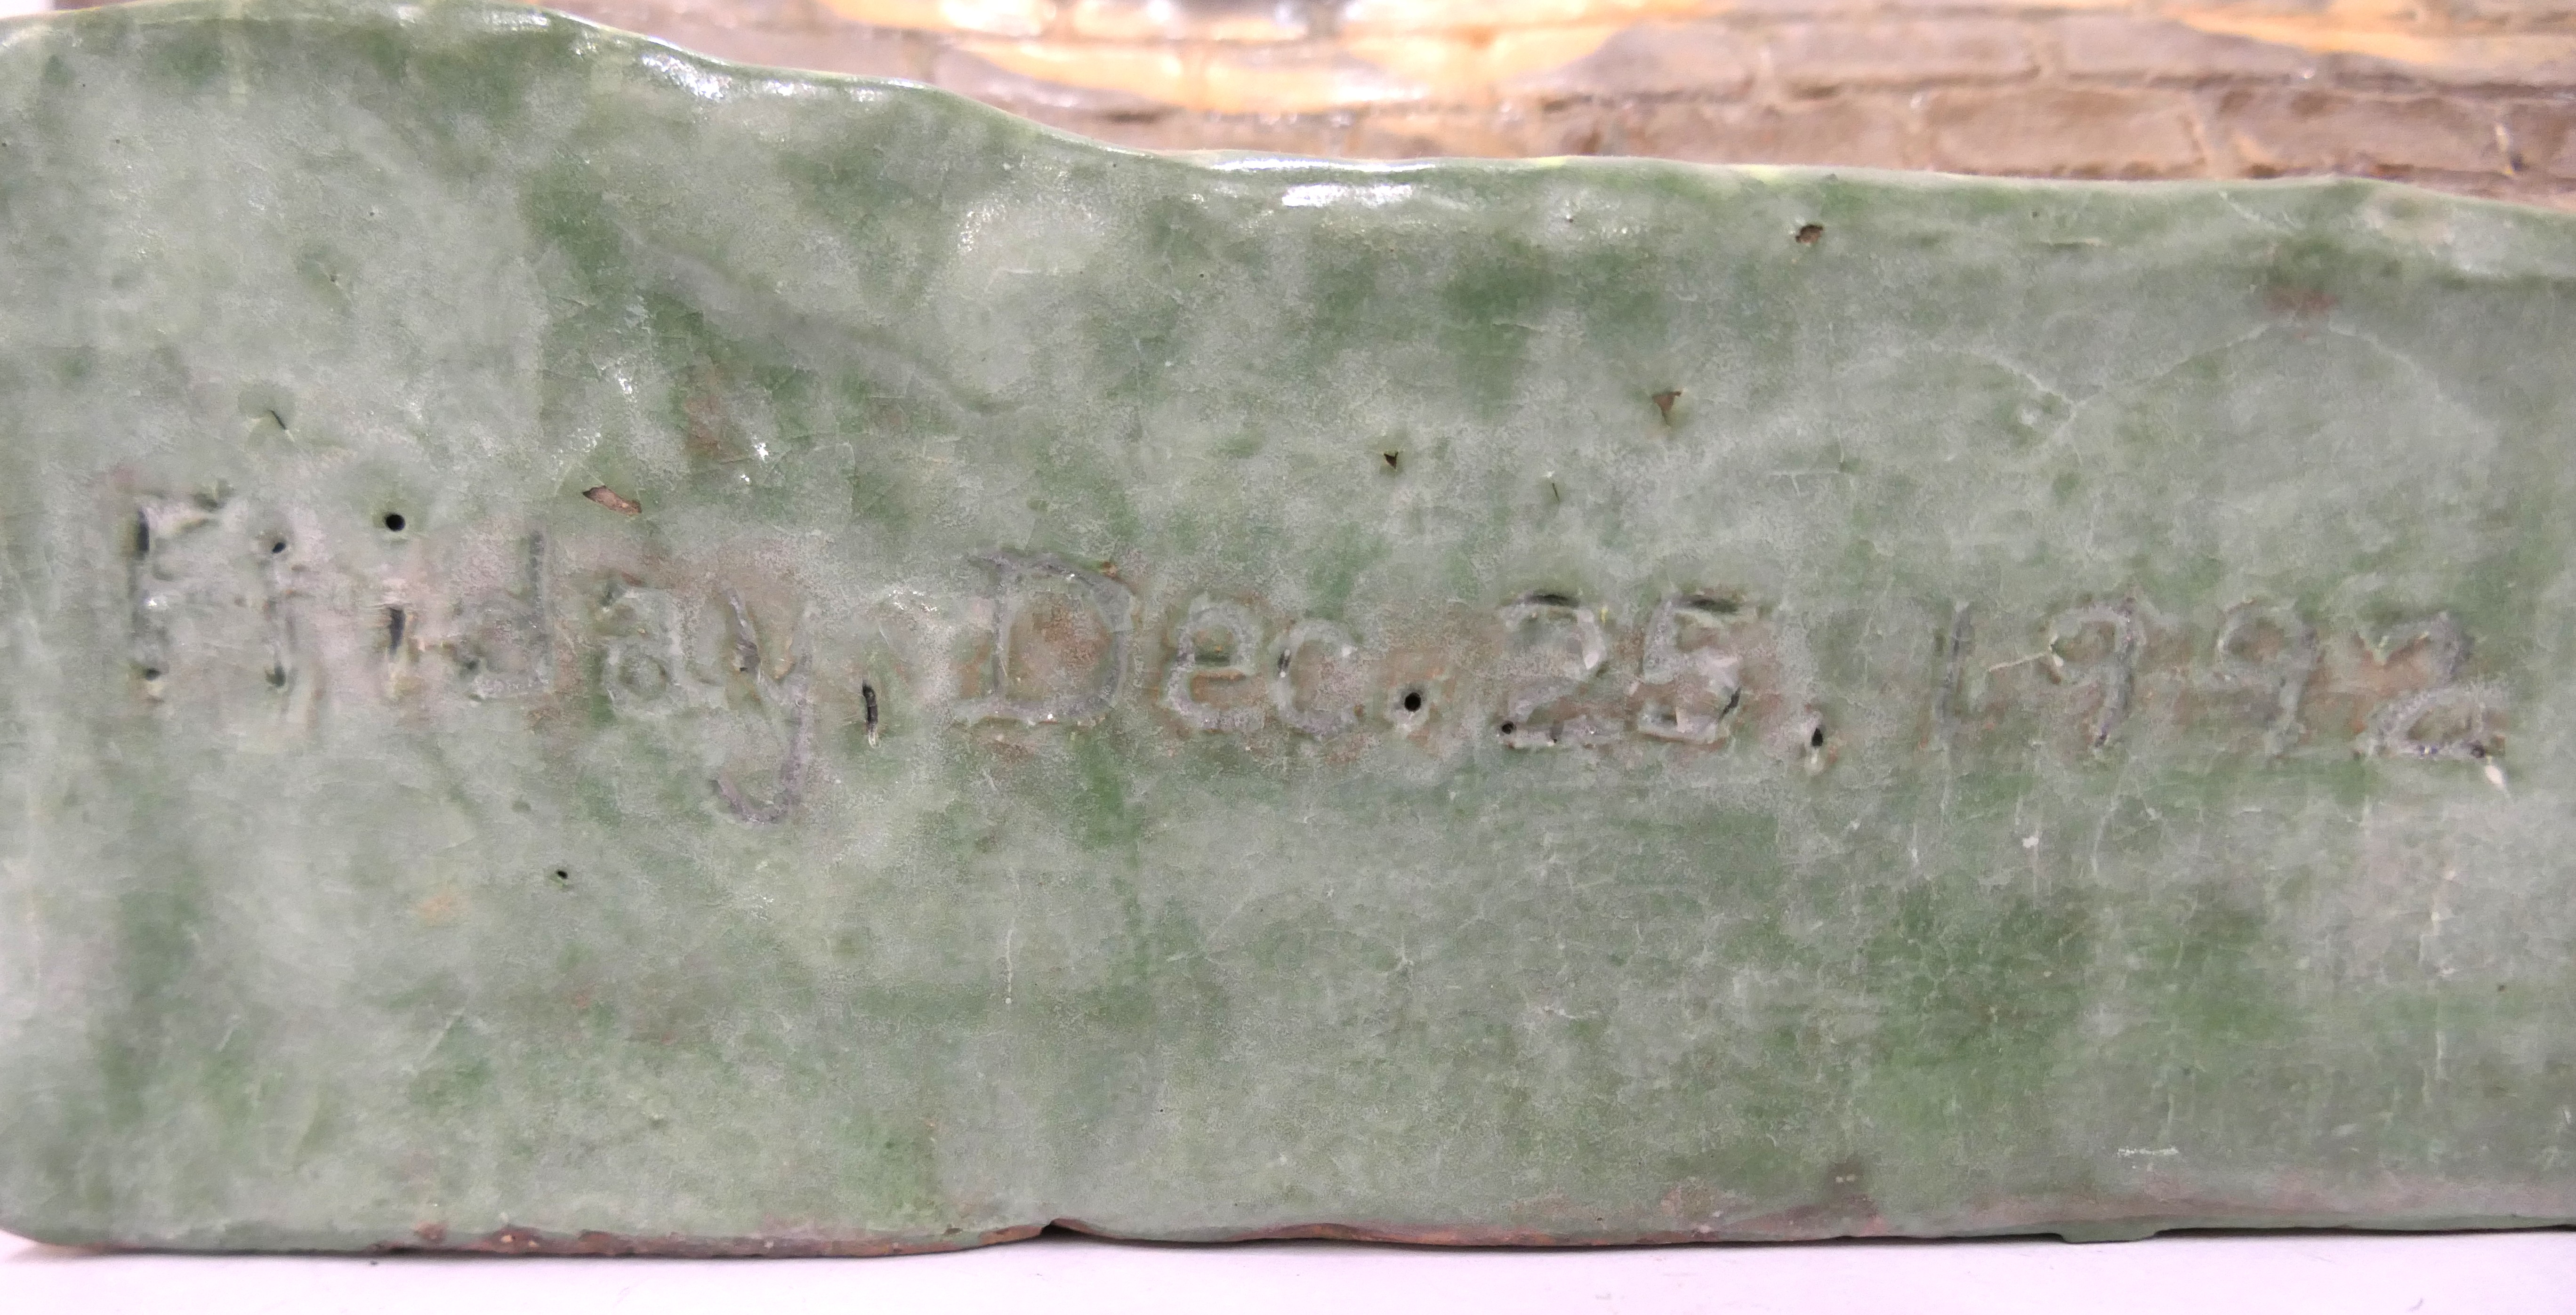 Friday, Dec. 25, 1992